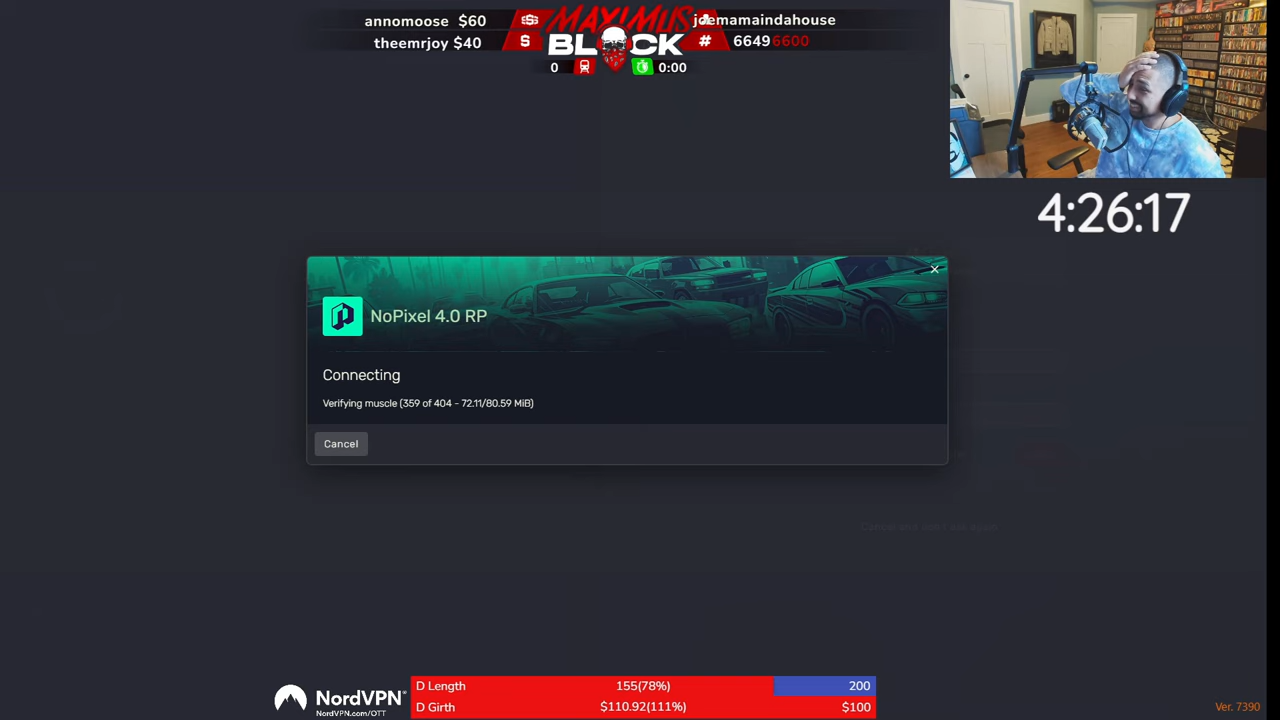 annomoose $60
theemrjoy $40
S
S
MAXIMUS
BLOCK
joemamaindahouse
#
6649 6600
0
0:00
4:26:17
NoPixel 4.0 RP
Connecting
Verifying muscle (359 of 404 - 72.11/80.59 MiB)
Cancel
NordVPN®
NordVPN.com/OTT
D Length 155(78%) 200
D Girth $110.92(111%) $100
Ver. 7390